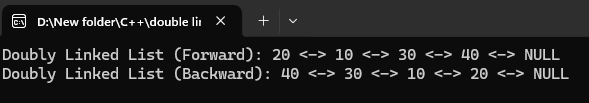 D:\New folder\C++\double lin
Doubly Linked List (Forward): 20 <-> 10 <-> 30 <-> 40 <-> NULL
Doubly Linked List (Backward): 40 <-> 30 <-> 10 <-> 20 <-> NULL